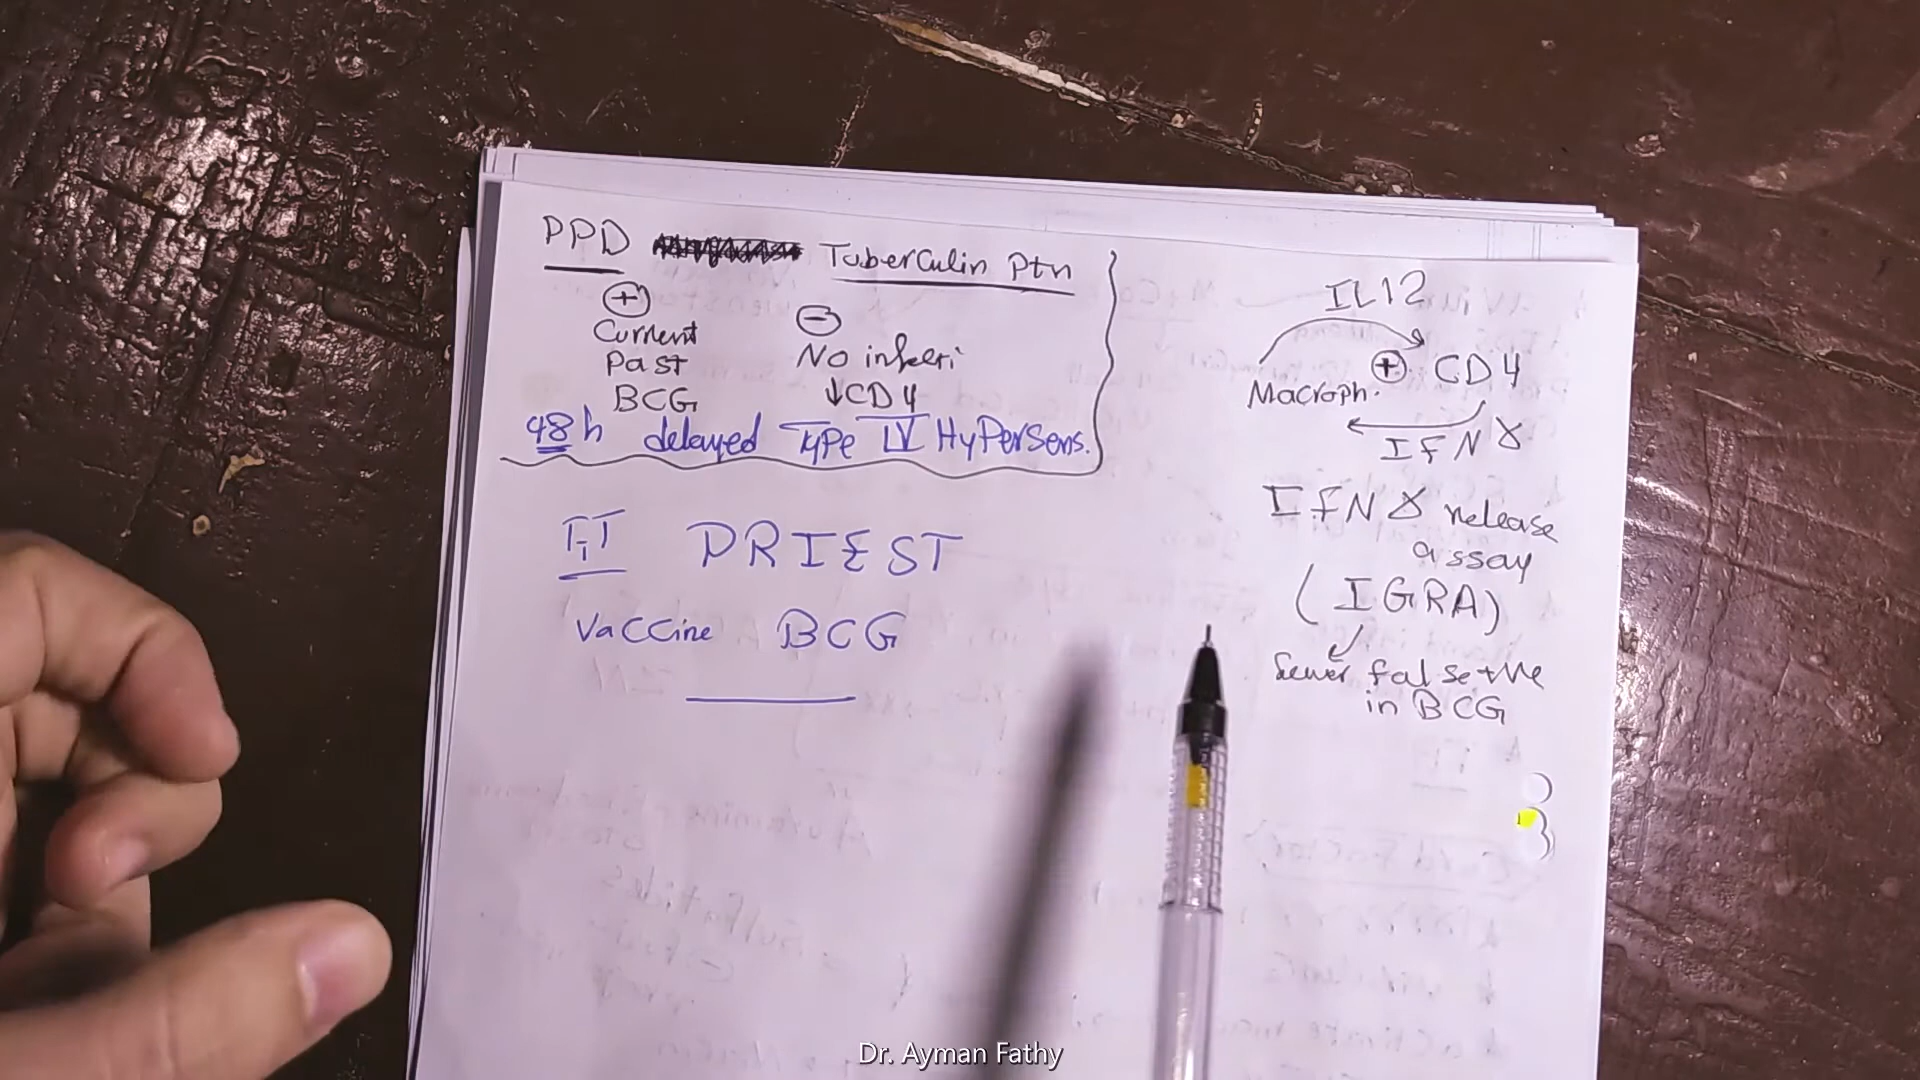 PPD Tuberculin Ptn
⊕
Current
Past
BCG
⊖
No infecti
↓CD4
48h delayed Type IV HyPerSens.
PRIEST
Vaccine BCG
IL12
⊕ CD4
Macroph.
IFN γ
IFN γ release
assay
(IGRA)
fewer false +ve
in BCG
Dr. Ayman Fathy